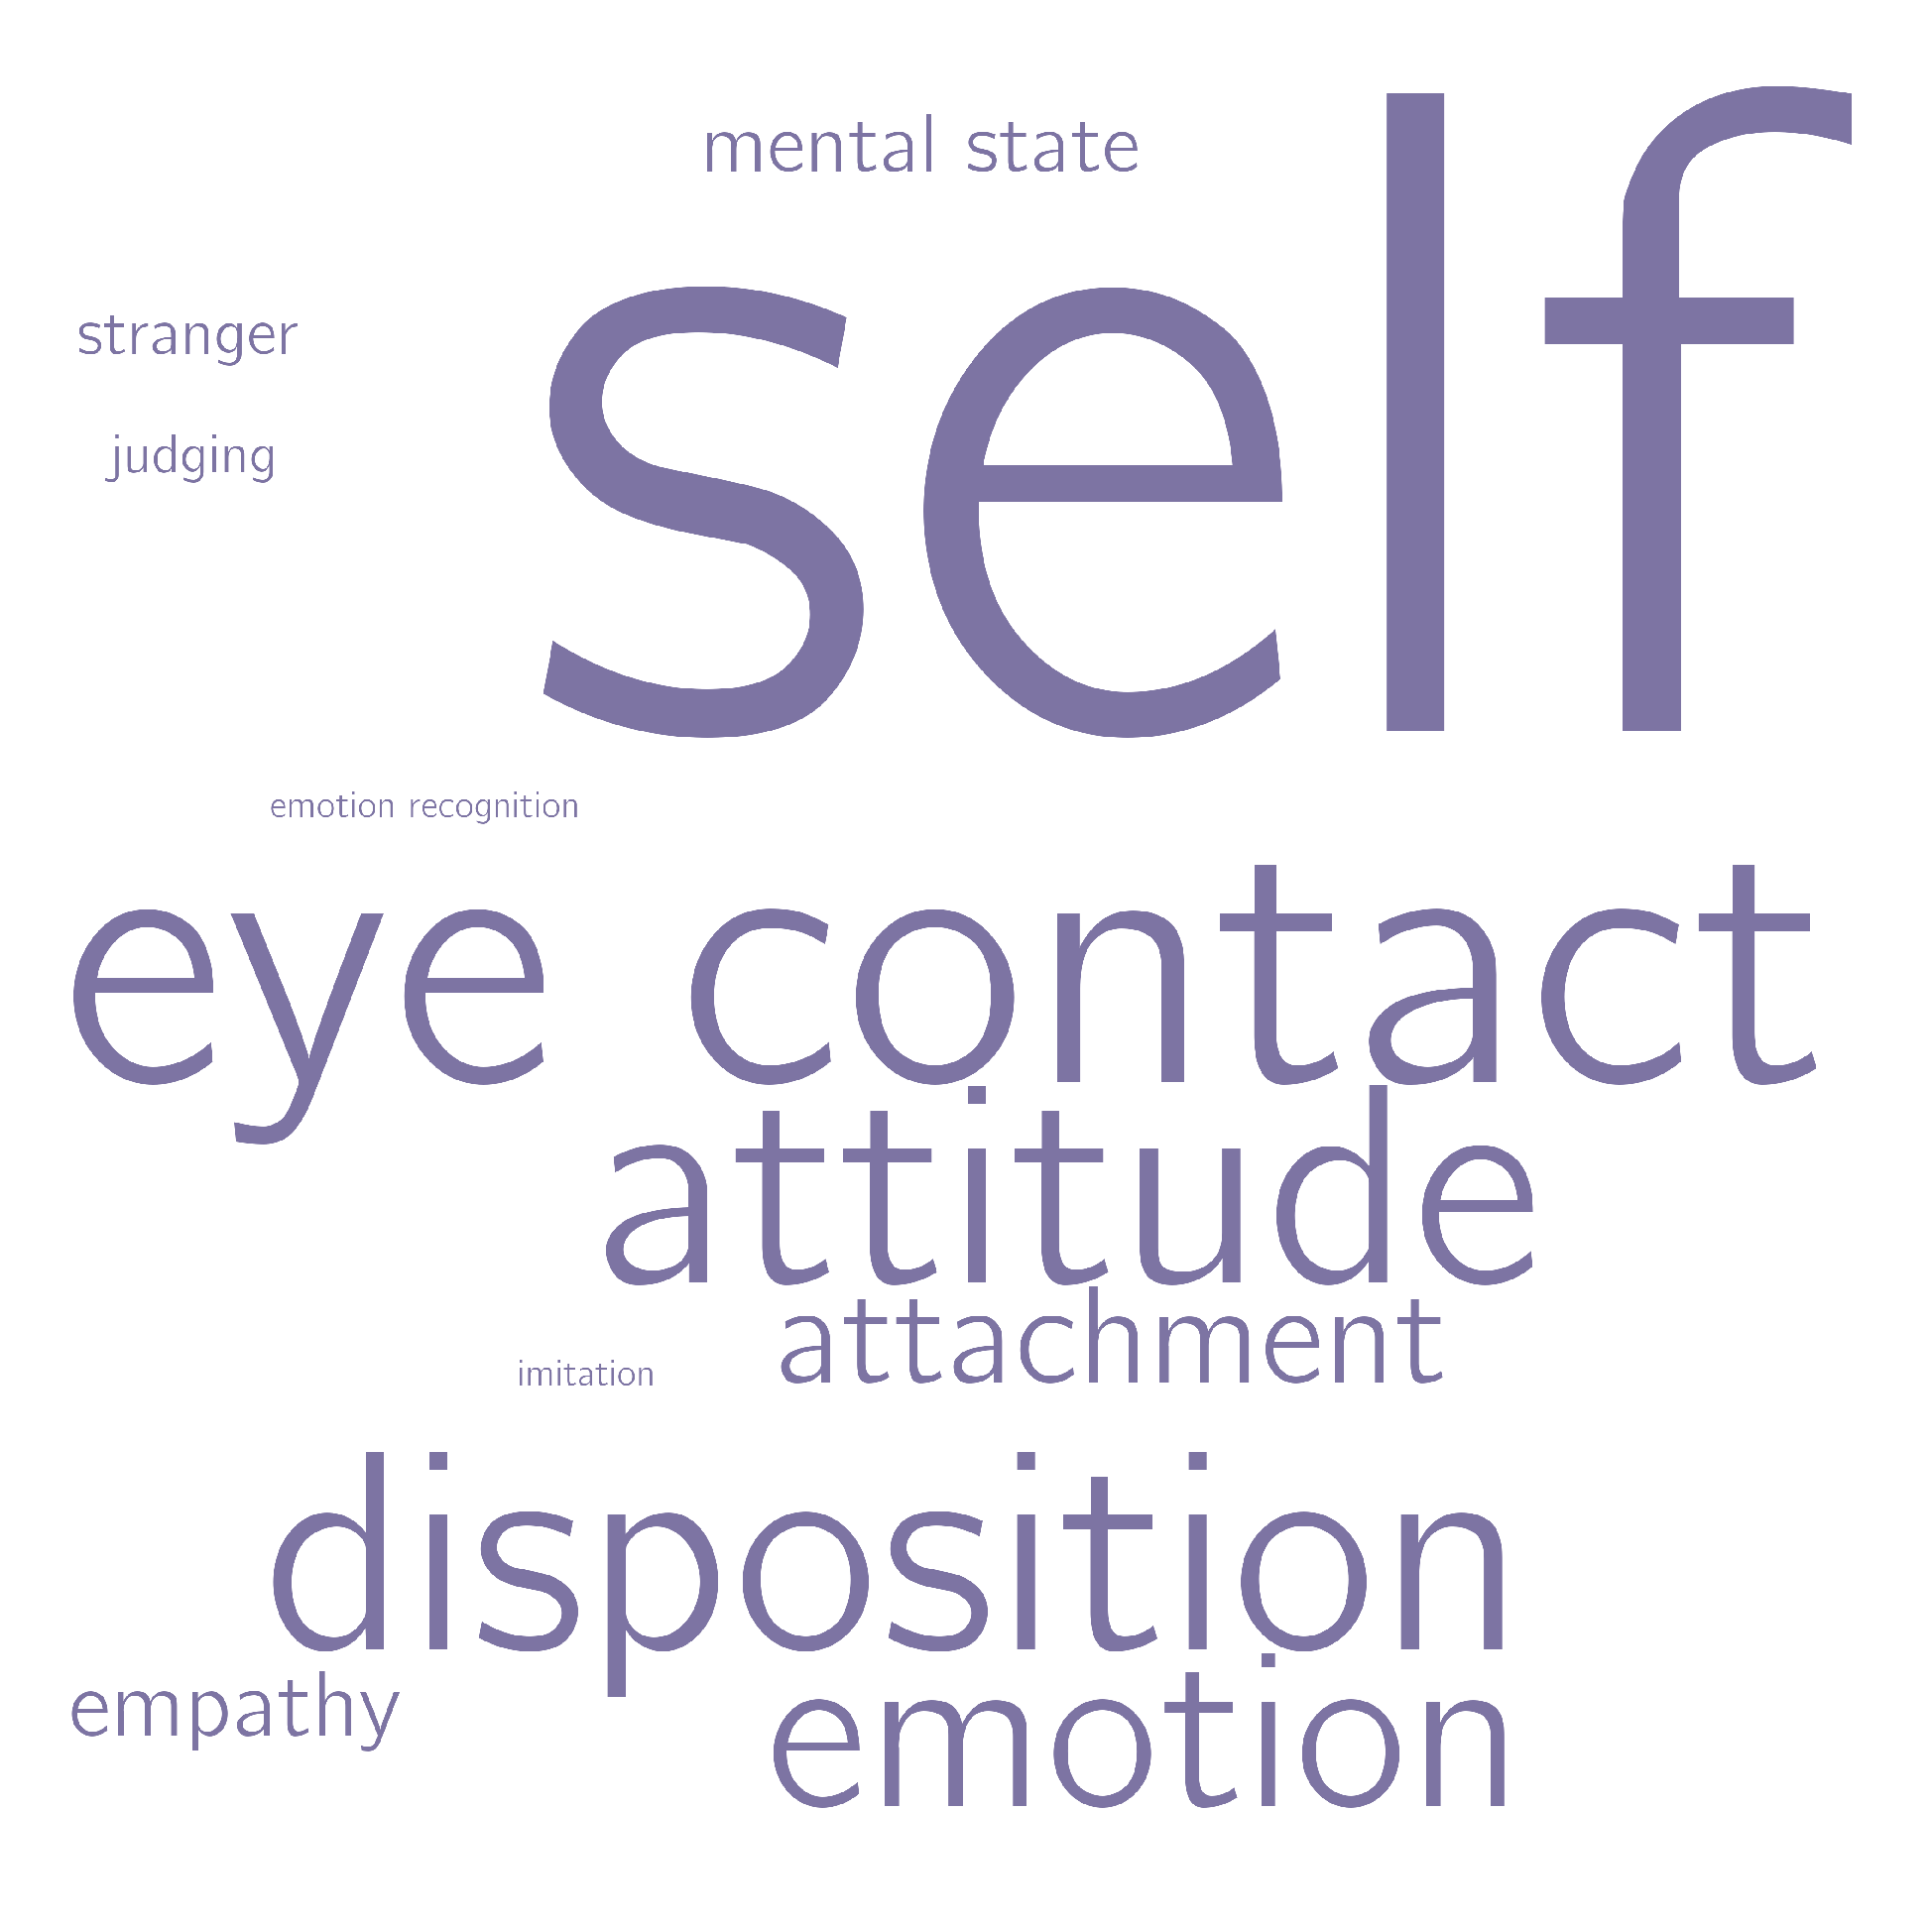 mental state
self
stranger
judging
emotion recognition
eye contact
attitude
attachment
imitation
disposition
empathy
emotion